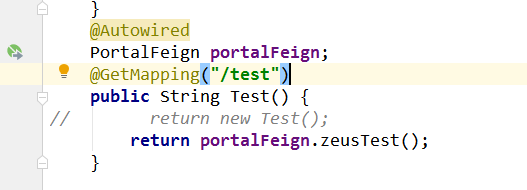 }
@Autowired
PortalFeign portalFeign;
@GetMapping("/test")
public String Test() {
//        return new Test();
return portalFeign.zeusTest();
}